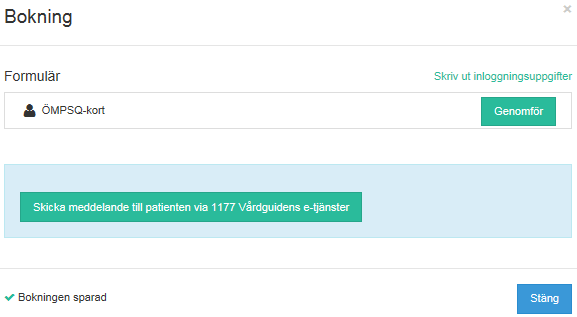 Bokning
×
Formulär
Skriv ut inloggningsuppgifter
ÖMPSQ-kort
Genomför
Skicka meddelande till patienten via 1177 Vårdguidens e-tjänster
Bokningen sparad
Stäng